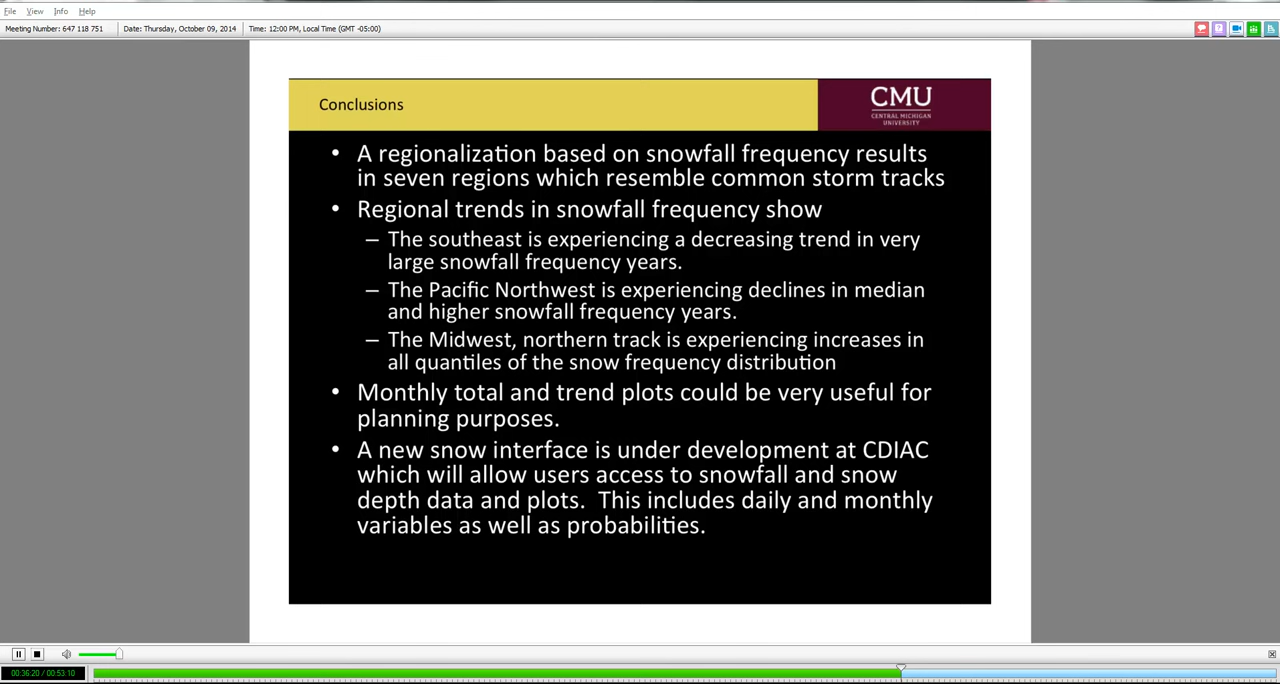 File View Info Help
Meeting Number: 647 118 751 Date: Thursday, October 09, 2014 Time: 12:00 PM, Local Time (GMT -05:00)
Conclusions
CMU
CENTRAL MICHIGAN
UNIVERSITY
• A regionalization based on snowfall frequency results
in seven regions which resemble common storm tracks
• Regional trends in snowfall frequency show
– The southeast is experiencing a decreasing trend in very
large snowfall frequency years.
– The Pacific Northwest is experiencing declines in median
and higher snowfall frequency years.
– The Midwest, northern track is experiencing increases in
all quantiles of the snow frequency distribution
• Monthly total and trend plots could be very useful for
planning purposes.
• A new snow interface is under development at CDIAC
which will allow users access to snowfall and snow
depth data and plots. This includes daily and monthly
variables as well as probabilities.
00:36:20 / 00:53:10